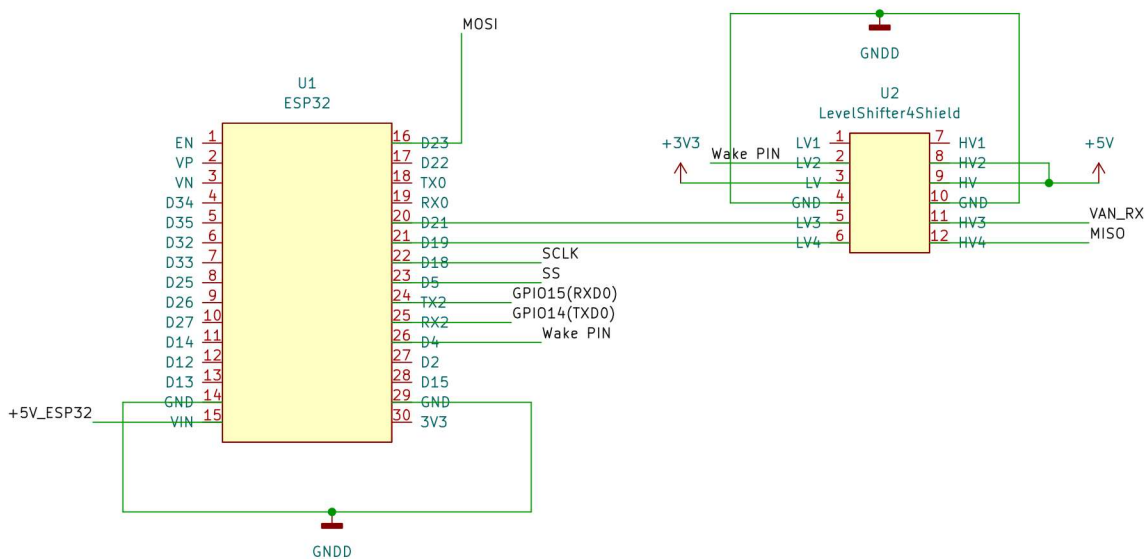 MOSI
GNDD
U1
ESP32
U2
LevelShifter4Shield
EN 1 16 D23
VP 2 17 D22
VN 3 18 TX0
D34 4 19 RX0
D35 5 20 D21
D32 6 21 D19
D33 7 22 D18 SCLK
D25 8 23 D5 SS
D26 9 24 TX2 GPIO15(RXD0)
D27 10 25 RX2 GPIO14(TXD0)
D14 11 26 D4 Wake PIN
D12 12 27 D2
D13 13 28 D15
GND 14 29 GND
+5V_ESP32 VIN 15 30 3V3
GNDD
+3V3 LV1 1 7 HV1 +5V
Wake PIN LV2 2 8 HV2
LV 3 9 HV
GND 4 10 GND
LV3 5 11 HV3 VAN_RX
LV4 6 12 HV4 MISO